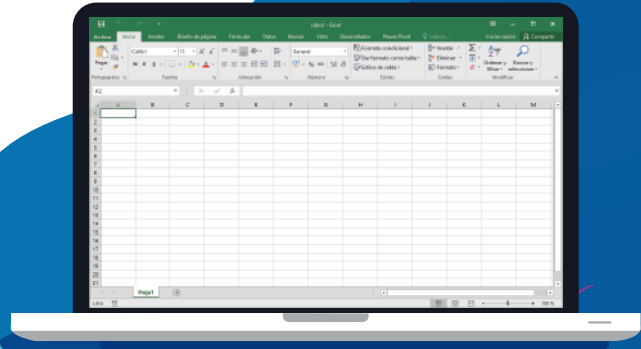 Libro1 - Excel
Archivo Inicio Insertar Diseño de página Fórmulas Datos Revisar Vista Desarrollador Power Pivot Indicar... Iniciar sesión Compartir
Calibri 11 General Formato condicional Insertar
Pegar N K S Dar formato como tabla Eliminar Ordenar y Buscar y
Estilos de celda Formato filtrar seleccionar
Portapapeles Fuente Alineación Número Estilos Celdas Modificar
A1 fx
A B C D E F G H I J K L M
1
2
3
4
5
6
7
8
9
10
11
12
13
14
15
16
17
18
19
20
21
Hoja1
Listo 100 %